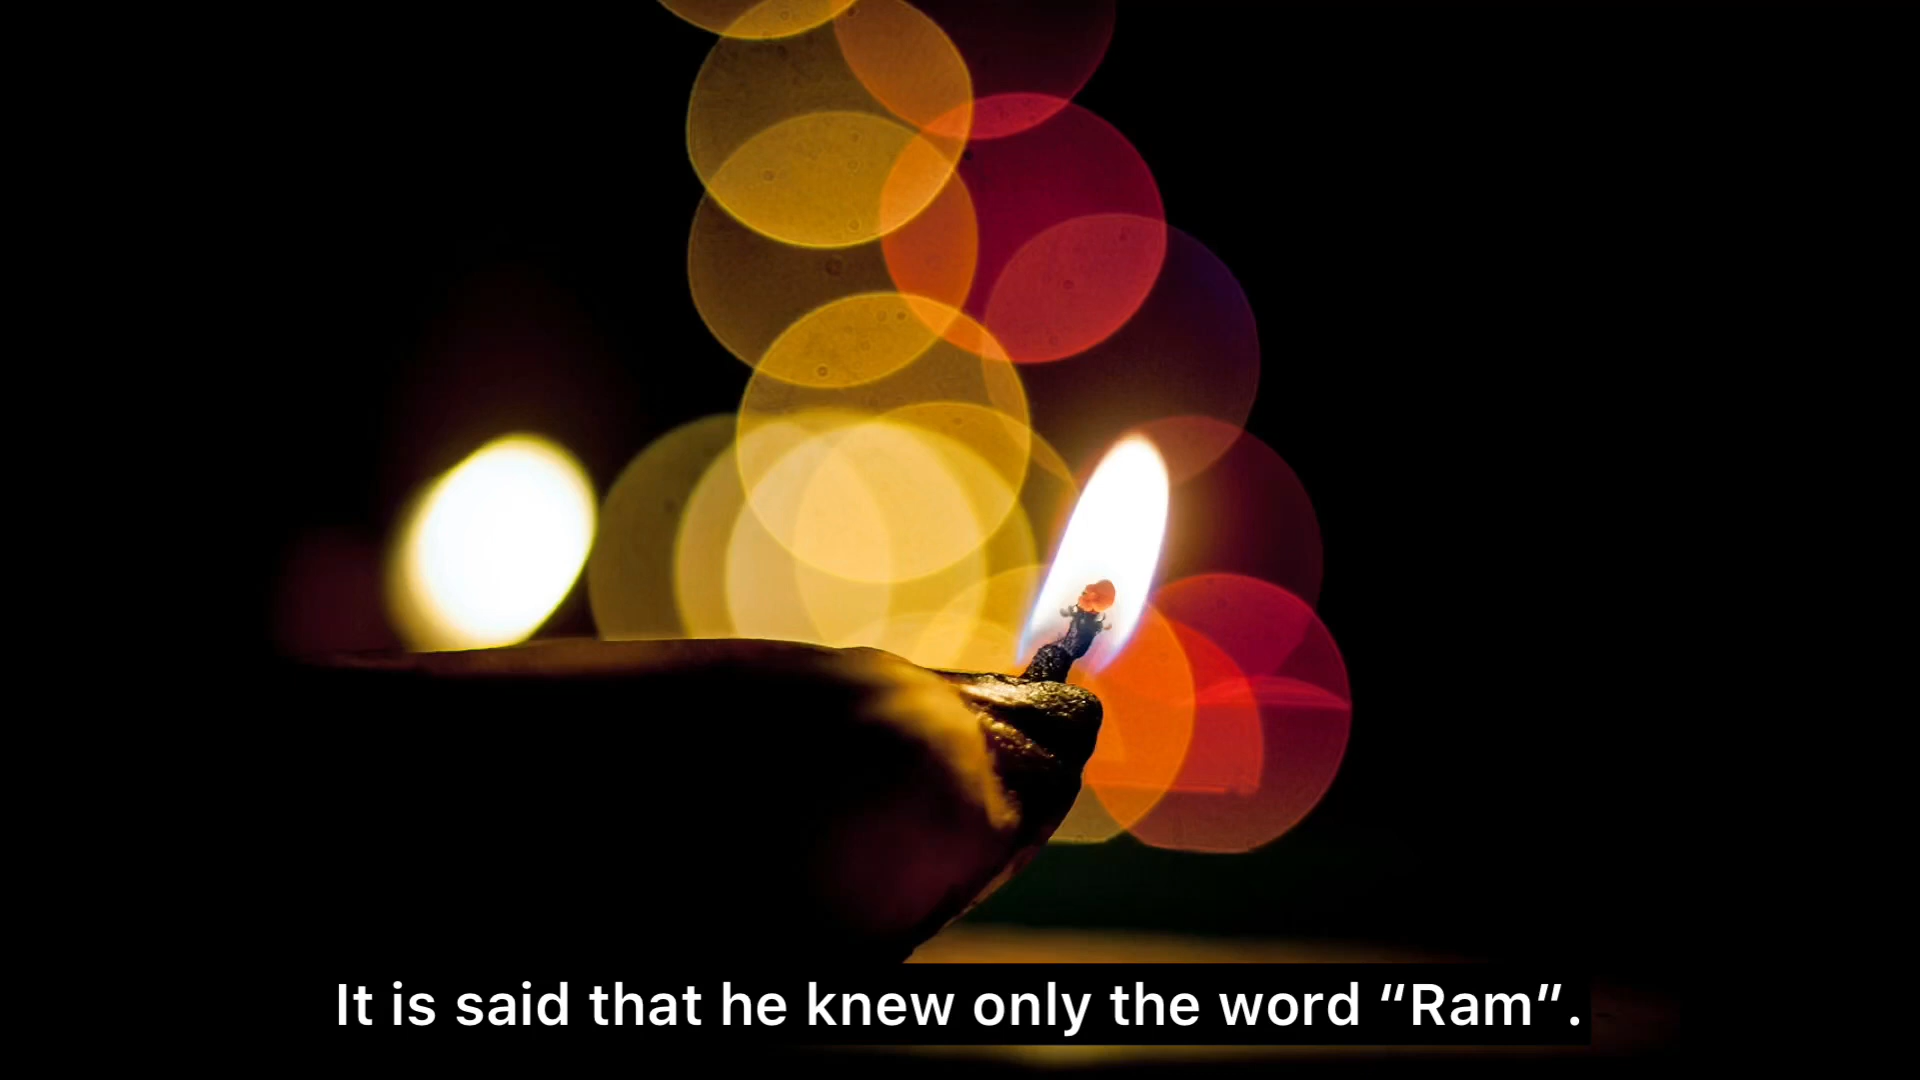 It is said that he knew only the word “Ram”.